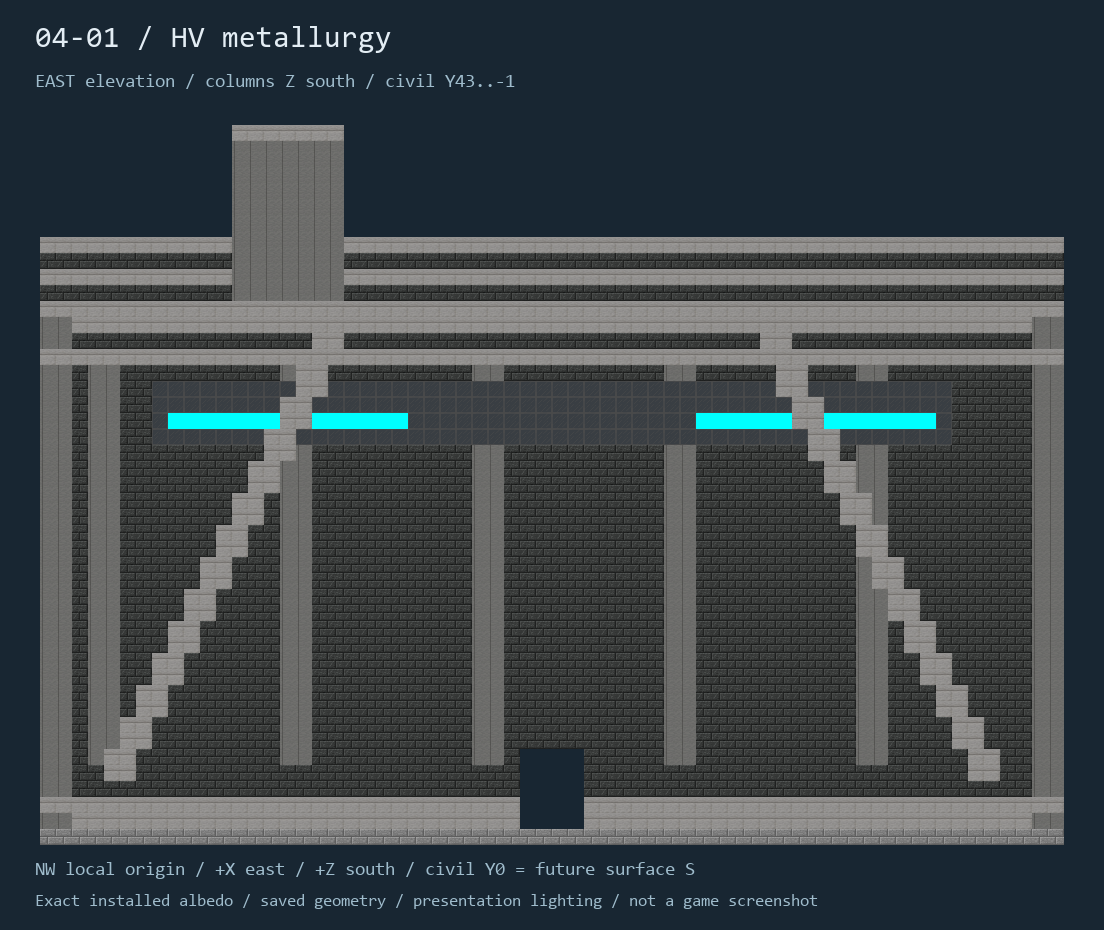 04-01 / HV metallurgy
EAST elevation / columns Z south / civil Y43..-1
NW local origin / +X east / +Z south / civil Y0 = future surface S
Exact installed albedo / saved geometry / presentation lighting / not a game screenshot